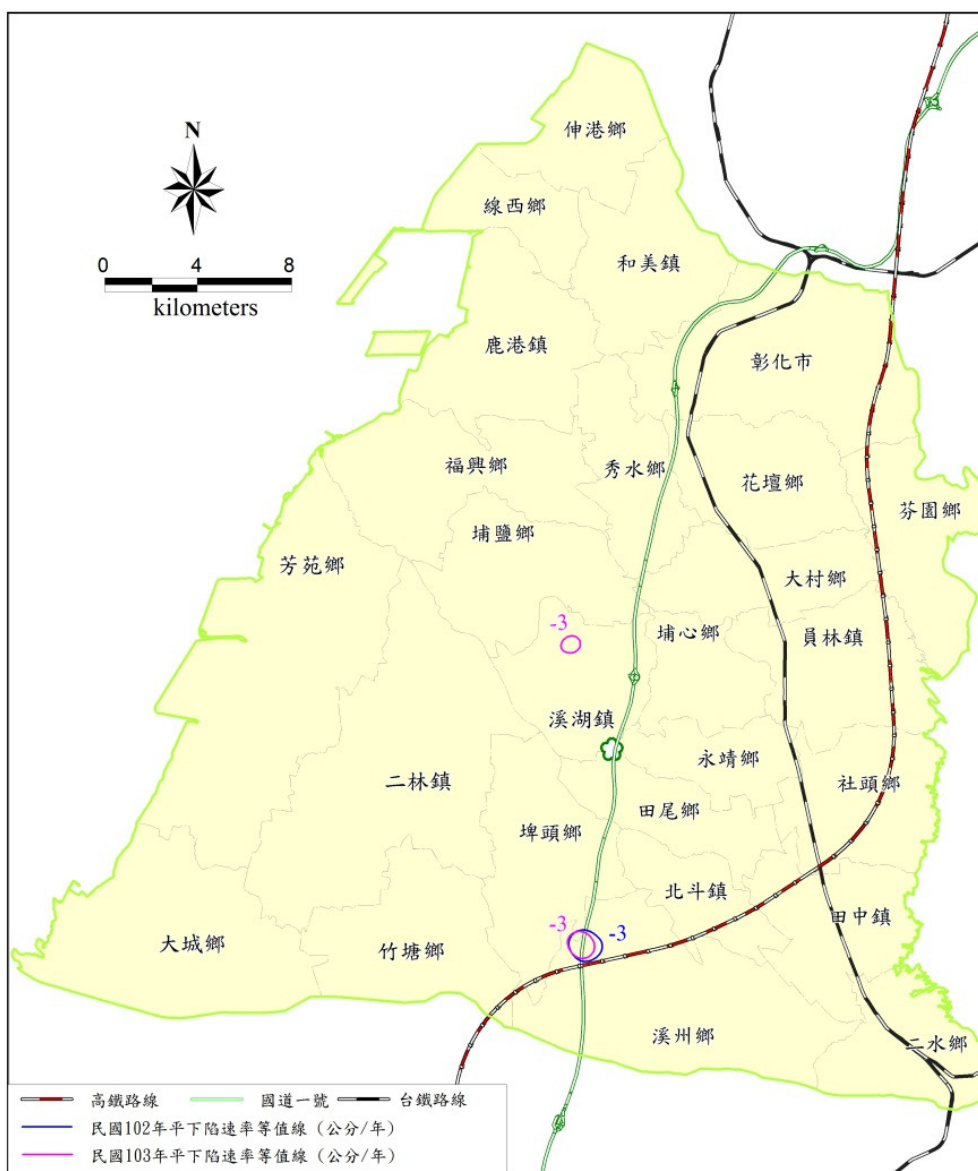 N
伸港鄉
線西鄉
和美鎮
0 4 8
kilometers
鹿港鎮
彰化市
福興鄉
秀水鄉
花壇鄉
芬園鄉
埔鹽鄉
芳苑鄉
大村鄉
-3
埔心鄉
員林鎮
溪湖鎮
永靖鄉
二林鎮
社頭鄉
田尾鄉
埤頭鄉
北斗鎮
田中鎮
-3
-3
大城鄉
竹塘鄉
溪州鄉
二水鄉
高鐵路線 國道一號 台鐵路線
民國102年平下陷速率等值線 (公分/年)
民國103年平下陷速率等值線 (公分/年)